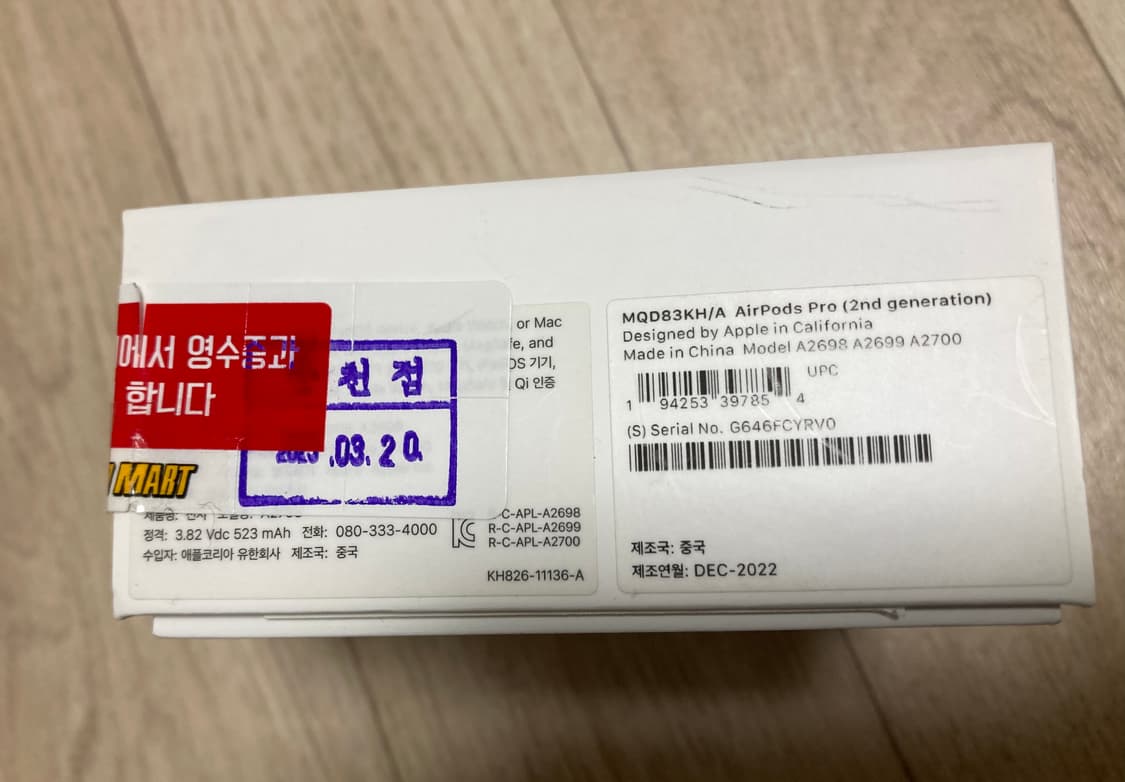 에서 영수증과
합니다
MART
천점
.03.20.
or Mac
fe, and
OS 기기,
Qi 인증
제품명:
정격: 3.82 Vdc 523 mAh 전화: 080-333-4000
수입자: 애플코리아 유한회사 제조국: 중국
C-APL-A2698
R-C-APL-A2699
R-C-APL-A2700
KH826-11136-A
MQD83KH/A AirPods Pro (2nd generation)
Designed by Apple in California
Made in China Model A2698 A2699 A2700
UPC
1 94253 39785 4
(S) Serial No. G646FCYRV0
제조국: 중국
제조연월: DEC-2022